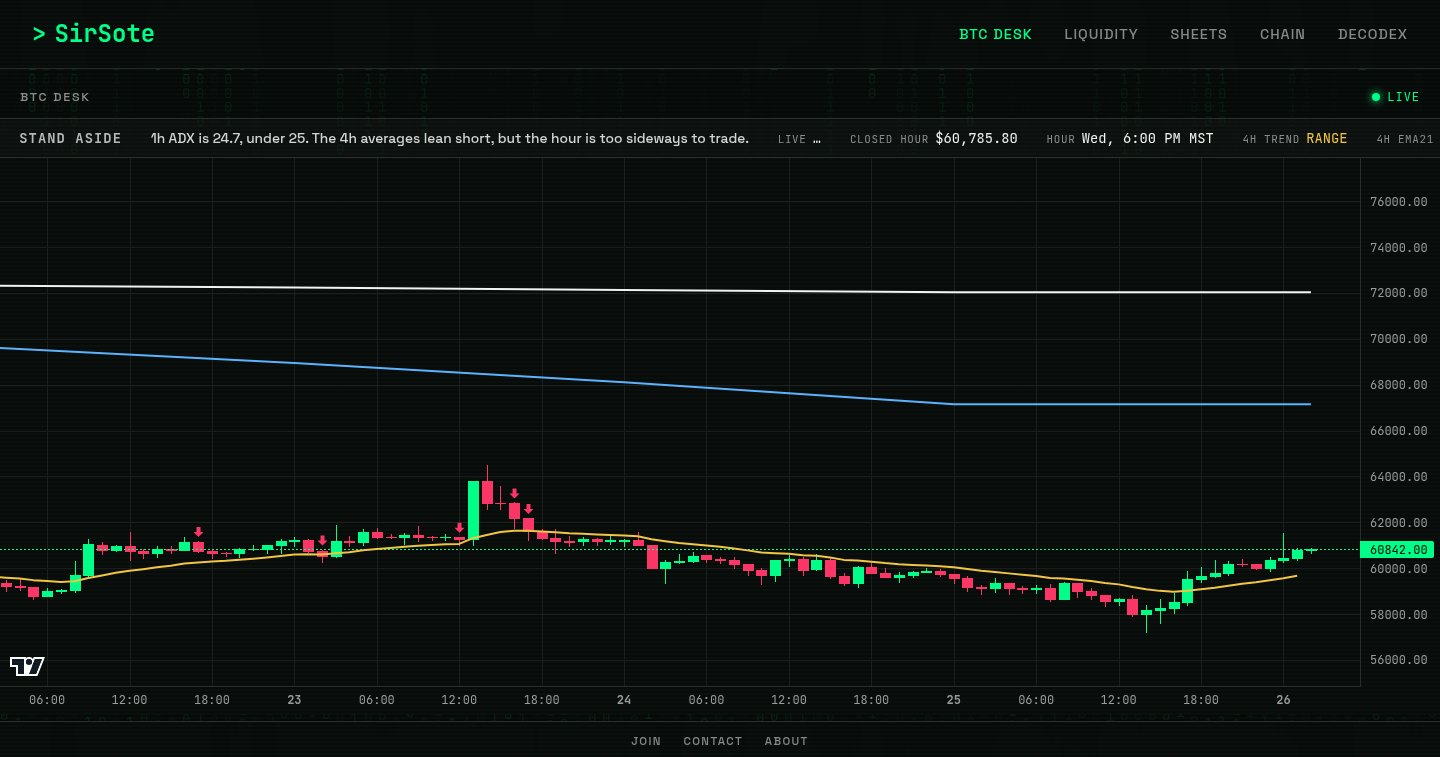 > SirSote
BTC DESK LIQUIDITY SHEETS CHAIN DECODEX
BTC DESK
LIVE
STAND ASIDE 1h ADX is 24.7, under 25. The 4h averages lean short, but the hour is too sideways to trade. LIVE … CLOSED HOUR $60,785.80 HOUR Wed, 6:00 PM MST 4H TREND RANGE 4H EMA21
76000.00
74000.00
72000.00
70000.00
68000.00
66000.00
64000.00
62000.00
60842.00
60000.00
58000.00
56000.00
06:00 12:00 18:00 23 06:00 12:00 18:00 24 06:00 12:00 18:00 25 06:00 12:00 18:00 26
JOIN CONTACT ABOUT